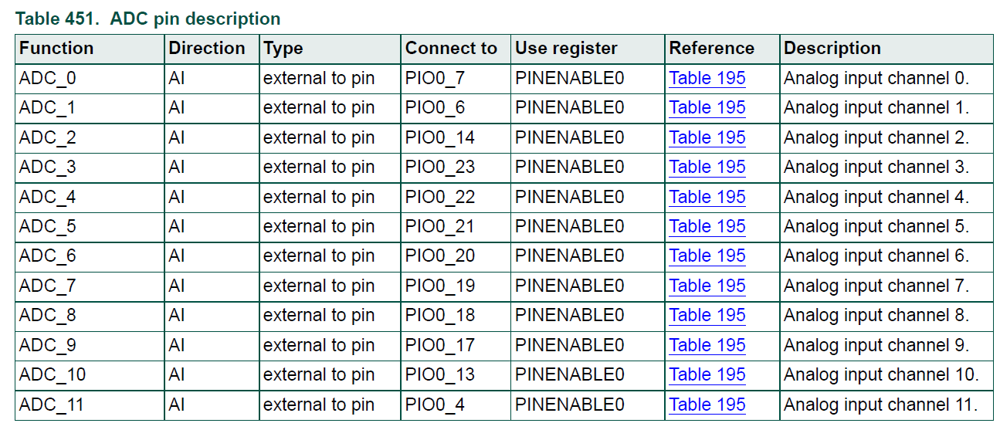 Table 451. ADC pin description
Function Direction Type Connect to Use register Reference Description
ADC_0 AI external to pin PIO0_7 PINENABLE0 Table 195 Analog input channel 0.
ADC_1 AI external to pin PIO0_6 PINENABLE0 Table 195 Analog input channel 1.
ADC_2 AI external to pin PIO0_14 PINENABLE0 Table 195 Analog input channel 2.
ADC_3 AI external to pin PIO0_23 PINENABLE0 Table 195 Analog input channel 3.
ADC_4 AI external to pin PIO0_22 PINENABLE0 Table 195 Analog input channel 4.
ADC_5 AI external to pin PIO0_21 PINENABLE0 Table 195 Analog input channel 5.
ADC_6 AI external to pin PIO0_20 PINENABLE0 Table 195 Analog input channel 6.
ADC_7 AI external to pin PIO0_19 PINENABLE0 Table 195 Analog input channel 7.
ADC_8 AI external to pin PIO0_18 PINENABLE0 Table 195 Analog input channel 8.
ADC_9 AI external to pin PIO0_17 PINENABLE0 Table 195 Analog input channel 9.
ADC_10 AI external to pin PIO0_13 PINENABLE0 Table 195 Analog input channel 10.
ADC_11 AI external to pin PIO0_4 PINENABLE0 Table 195 Analog input channel 11.